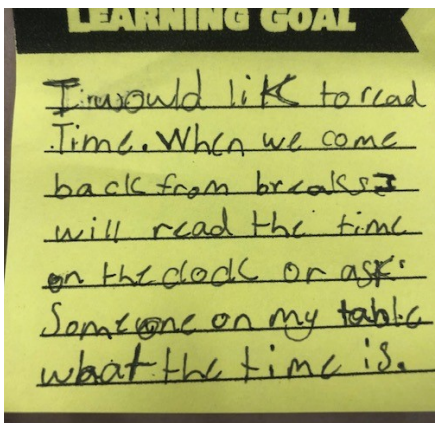 LEARNING GOAL
I would lik to read
Time. When we come
back from breaks I
will read the time
on the clock or ask
Someone on my table
what the time is.